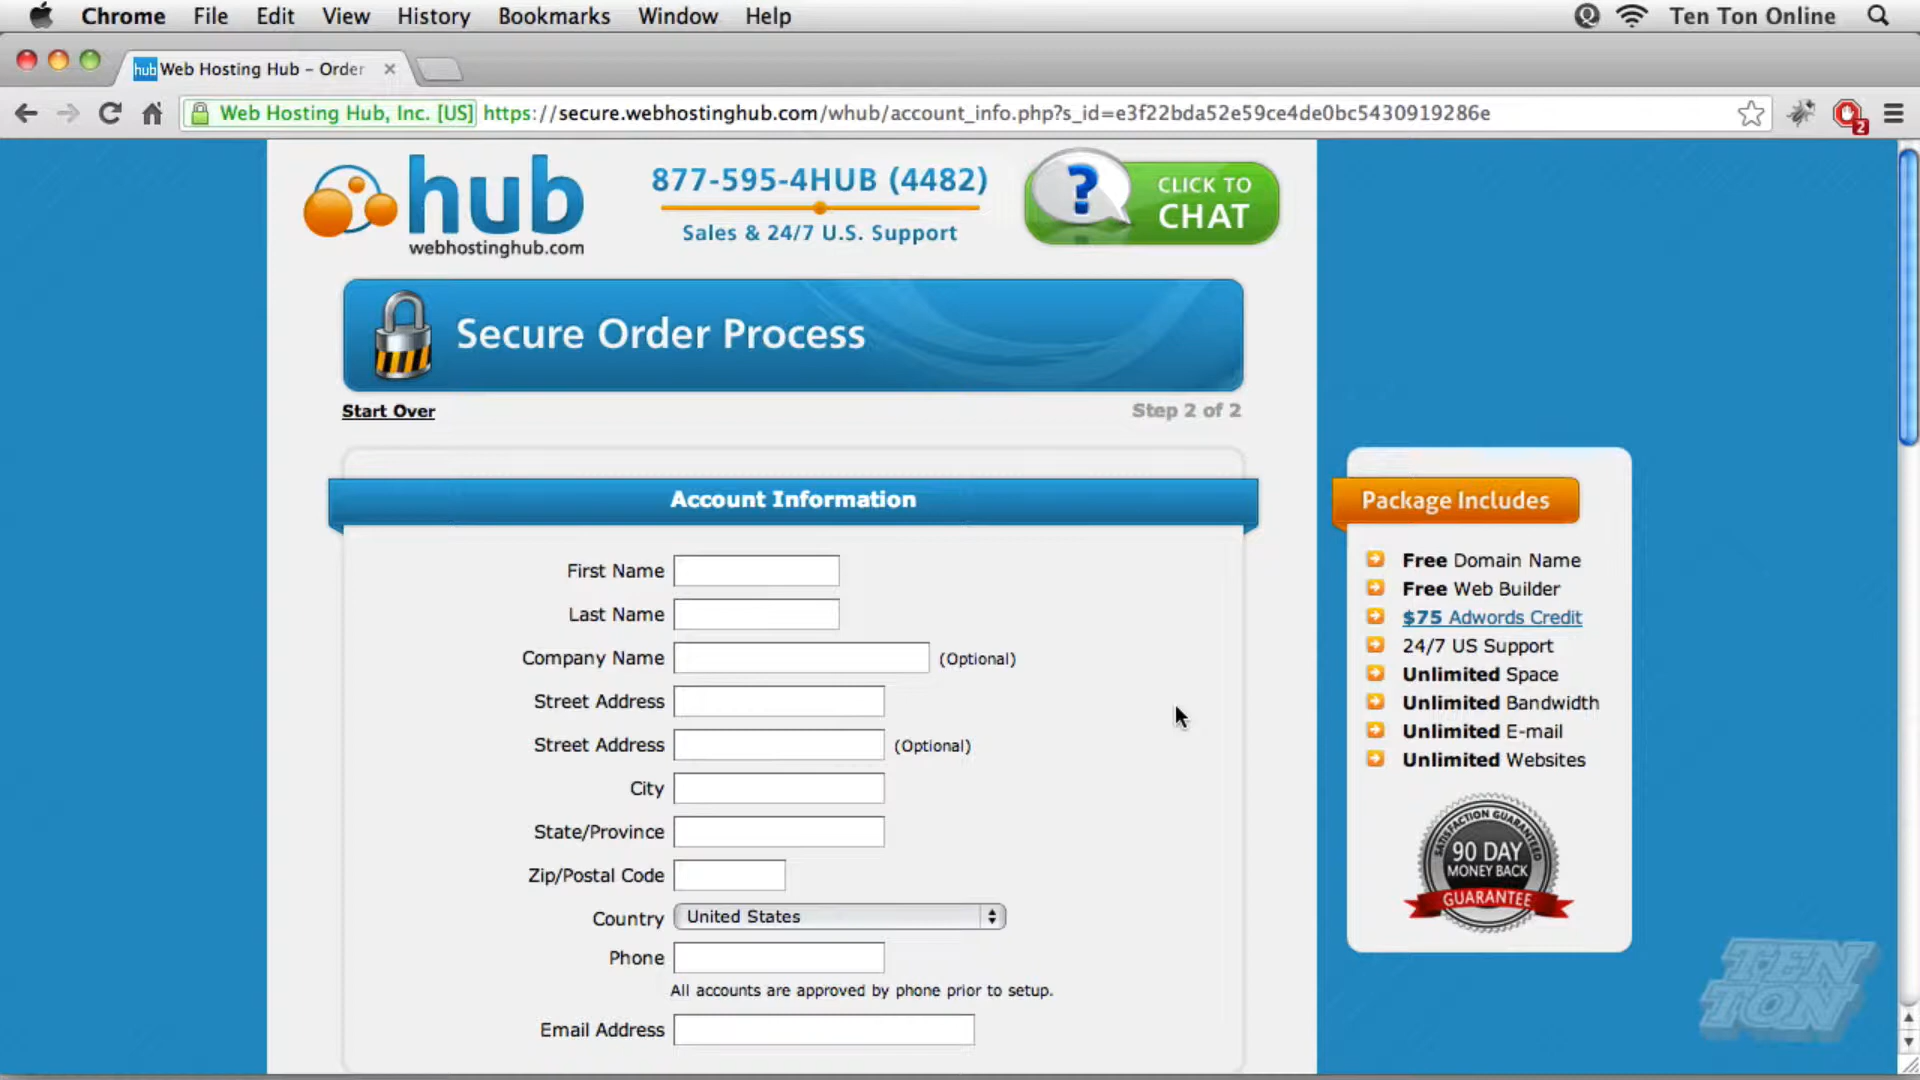 Chrome File Edit View History Bookmarks Window Help Ten Ton Online
hub Web Hosting Hub – Order
Web Hosting Hub, Inc. [US] https://secure.webhostinghub.com/whub/account_info.php?s_id=e3f22bda52e59ce4de0bc5430919286e
2
hub
webhostinghub.com
877-595-4HUB (4482)
Sales & 24/7 U.S. Support
?
CLICK TO
CHAT
Secure Order Process
Start Over
Step 2 of 2
Account Information
First Name
Last Name
Company Name (Optional)
Street Address
Street Address (Optional)
City
State/Province
Zip/Postal Code
Country United States
Phone
All accounts are approved by phone prior to setup.
Email Address
Package Includes
Free Domain Name
Free Web Builder
$75 Adwords Credit
24/7 US Support
Unlimited Space
Unlimited Bandwidth
Unlimited E-mail
Unlimited Websites
SATISFACTION GUARANTEED
90 DAY
MONEY BACK
GUARANTEE
TEN
TON